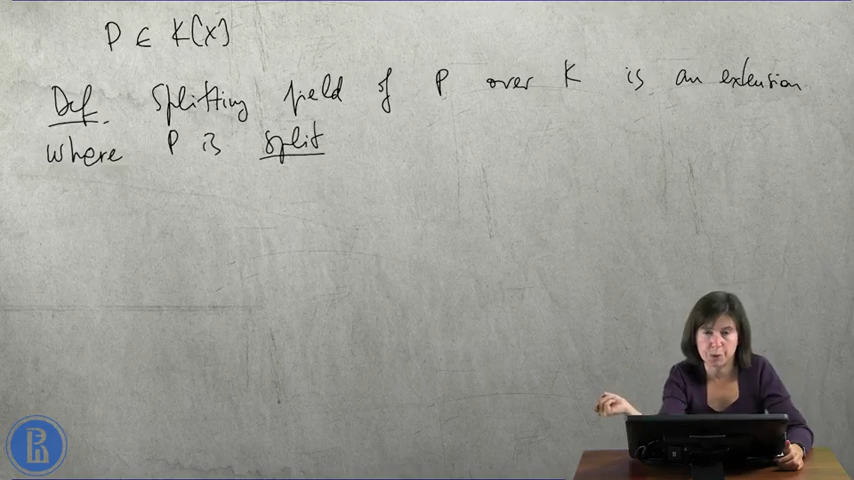 P ∈ K[X]
Def. Splitting field of P over K is an extension
where P is split